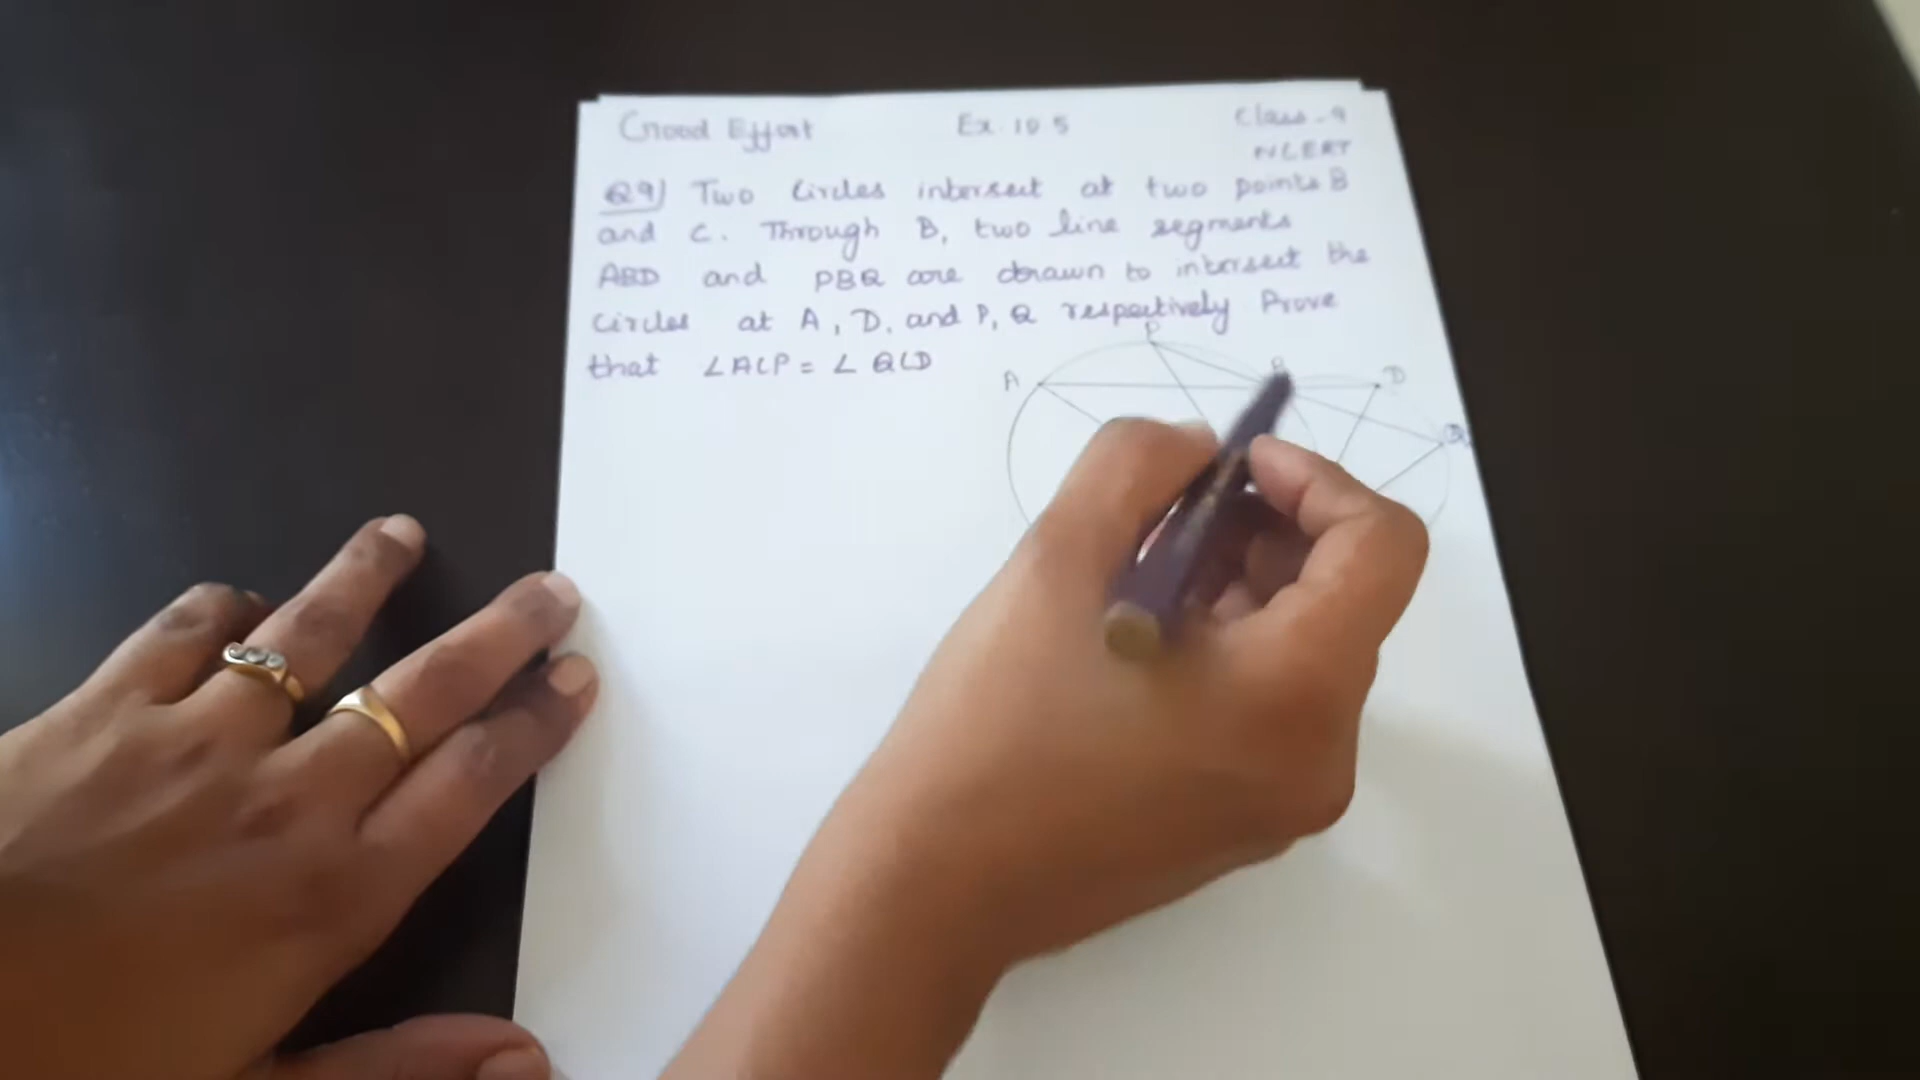 Good Effort Ex. 10.5 Class-9
NCERT
Q9) Two Circles intersect at two points B
and C. Through B, two line segments
ABD and PBQ are drawn to intersect the
circles at A, D, and P, Q respectively Prove
that ∠ACP = ∠QCD
P
A B D
Q